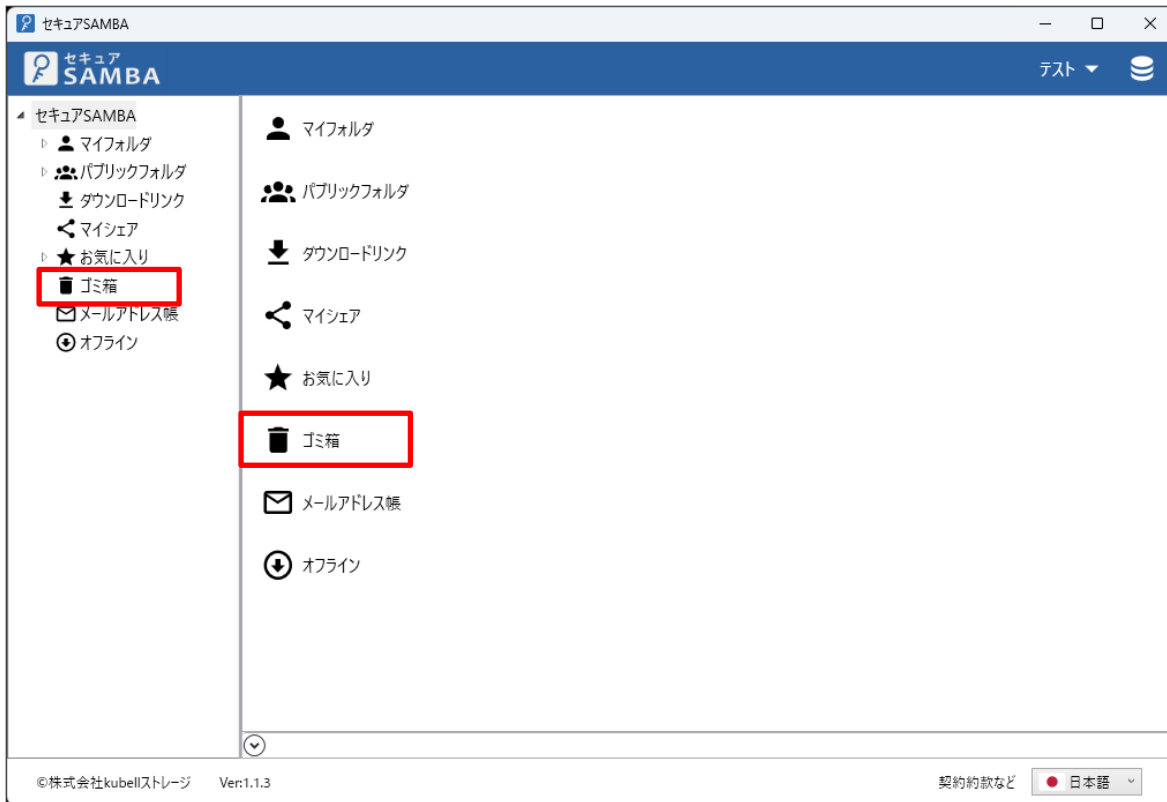 セキュアSAMBA
セキュア
SAMBA
テスト
セキュアSAMBA
マイフォルダ
パブリックフォルダ
ダウンロードリンク
マイシェア
お気に入り
ゴミ箱
メールアドレス帳
オフライン
マイフォルダ
パブリックフォルダ
ダウンロードリンク
マイシェア
お気に入り
ゴミ箱
メールアドレス帳
オフライン
©株式会社kubellストレージ Ver:1.1.3
契約約款など 日本語